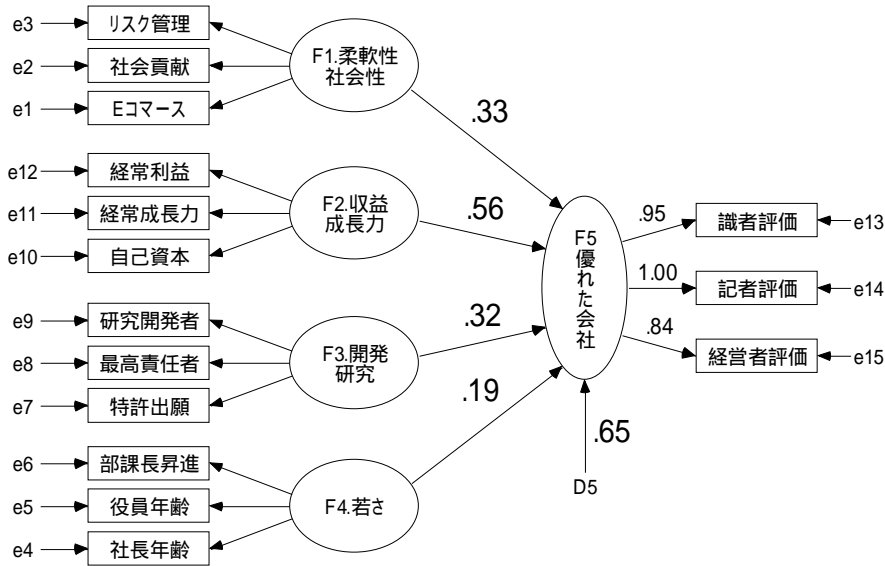 e3
リスク管理
e2
社会貢献
e1
Eコマース
F1.柔軟性
社会性
.33
e12
経常利益
e11
経常成長力
e10
自己資本
F2.収益
成長力
.56
e9
研究開発者
e8
最高責任者
e7
特許出願
F3.開発
研究
.32
e6
部課長昇進
e5
役員年齢
e4
社長年齢
F4.若さ
.19
F5
優れた会社
.65
D5
.95
識者評価
e13
1.00
記者評価
e14
.84
経営者評価
e15